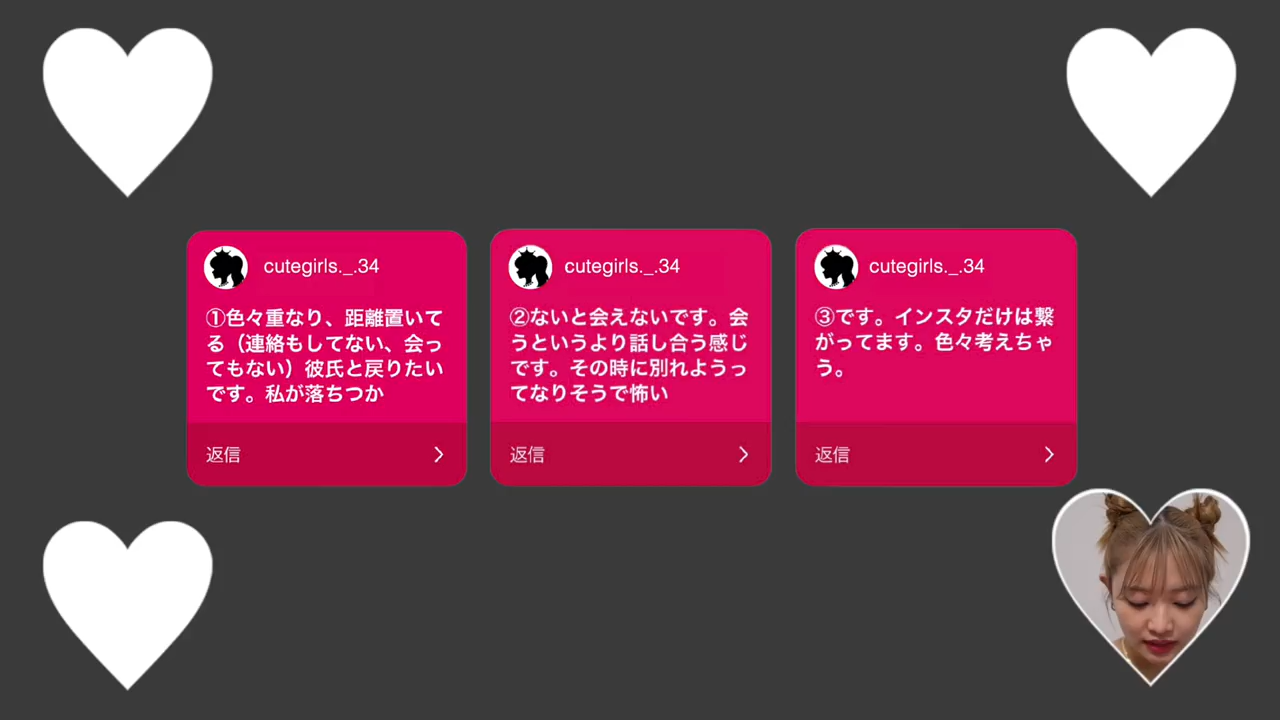 cutegirls._.34
①色々重なり、距離置いて
る（連絡もしてない、会っ
てもない）彼氏と戻りたい
です。私が落ちつか
返信
cutegirls._.34
②ないと会えないです。会
うというより話し合う感じ
です。その時に別れようっ
てなりそうで怖い
返信
cutegirls._.34
③です。インスタだけは繋
がってます。色々考えちゃ
う。
返信